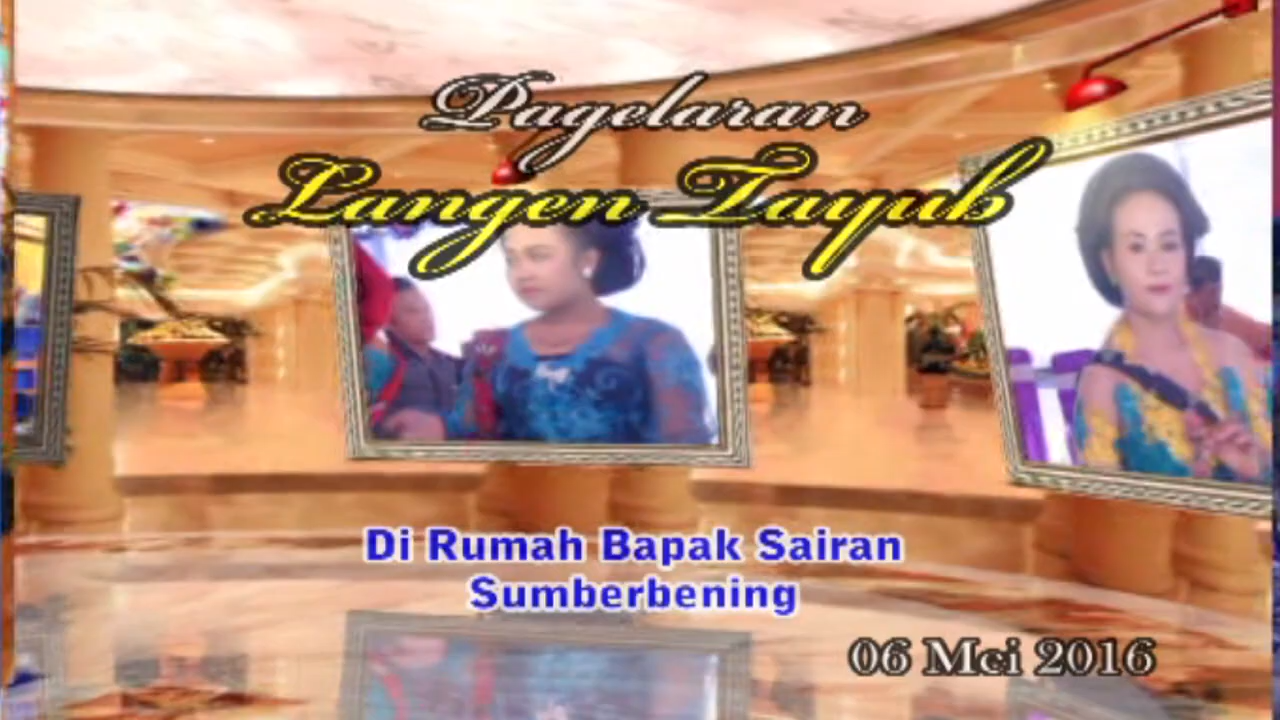 Pagelaran
Langen Tayub
Di Rumah Bapak Sairan
Sumberbening
06 Mei 2016